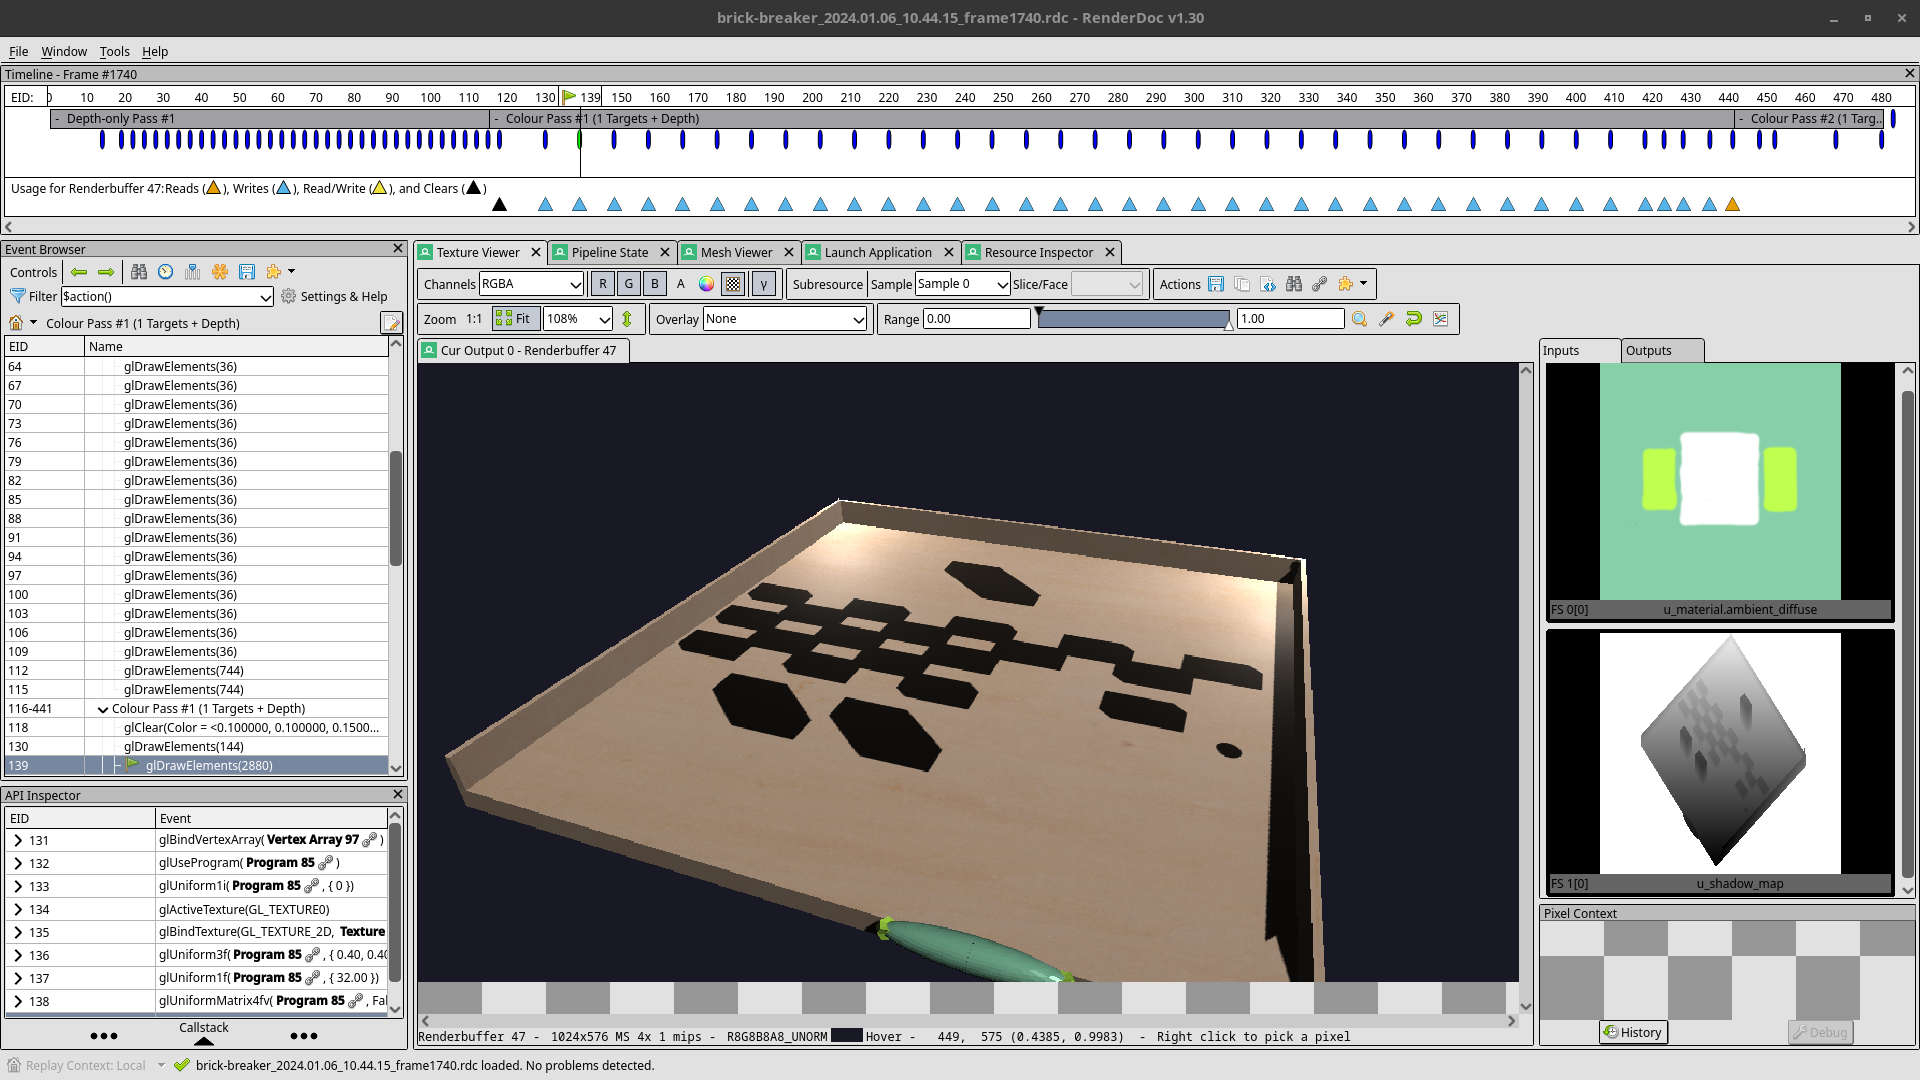 brick-breaker_2024.01.06_10.44.15_frame1740.rdc - RenderDoc v1.30
File Window Tools Help
Timeline - Frame #1740
EID: 0 10 20 30 40 50 60 70 80 90 100 110 120 130 139 150 160 170 180 190 200 210 220 230 240 250 260 270 280 290 300 310 320 330 340 350 360 370 380 390 400 410 420 430 440 450 460 470 480
- Depth-only Pass #1 - Colour Pass #1 (1 Targets + Depth) - Colour Pass #2 (1 Targ...
Usage for Renderbuffer 47: Reads ( ), Writes ( ), Read/Write ( ), and Clears ( )
Event Browser
Controls
Filter $action() Settings & Help
Colour Pass #1 (1 Targets + Depth)
EID Name
64 glDrawElements(36)
67 glDrawElements(36)
70 glDrawElements(36)
73 glDrawElements(36)
76 glDrawElements(36)
79 glDrawElements(36)
82 glDrawElements(36)
85 glDrawElements(36)
88 glDrawElements(36)
91 glDrawElements(36)
94 glDrawElements(36)
97 glDrawElements(36)
100 glDrawElements(36)
103 glDrawElements(36)
106 glDrawElements(36)
109 glDrawElements(36)
112 glDrawElements(744)
115 glDrawElements(744)
116-441 Colour Pass #1 (1 Targets + Depth)
118 glClear(Color = <0.100000, 0.100000, 0.1500...
130 glDrawElements(144)
139 glDrawElements(2880)
API Inspector
EID Event
131 glBindVertexArray( Vertex Array 97 )
132 glUseProgram( Program 85 )
133 glUniform1i( Program 85 , { 0 })
134 glActiveTexture(GL_TEXTURE0)
135 glBindTexture(GL_TEXTURE_2D, Texture
136 glUniform3f( Program 85 , { 0.40, 0.40
137 glUniform1f( Program 85 , { 32.00 })
138 glUniformMatrix4fv( Program 85 , Fal
Callstack
Texture Viewer Pipeline State Mesh Viewer Launch Application Resource Inspector
Channels RGBA R G B A γ Subresource Sample Sample 0 Slice/Face Actions
Zoom 1:1 Fit 108% Overlay None Range 0.00 1.00
Cur Output 0 - Renderbuffer 47
Renderbuffer 47 - 1024x576 MS 4x 1 mips - R8G8B8A8_UNORM Hover - 449, 575 (0.4385, 0.9983) - Right click to pick a pixel
Inputs Outputs
FS 0[0] u_material.ambient_diffuse
FS 1[0] u_shadow_map
Pixel Context
History Debug
Replay Context: Local brick-breaker_2024.01.06_10.44.15_frame1740.rdc loaded. No problems detected.